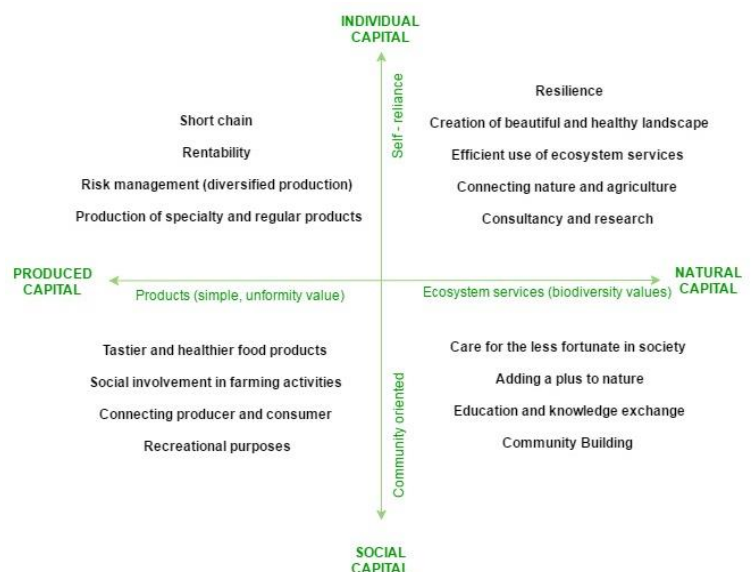 INDIVIDUAL
CAPITAL
Self - reliance
Short chain
Rentability
Risk management (diversified production)
Production of specialty and regular products
Resilience
Creation of beautiful and healthy landscape
Efficient use of ecosystem services
Connecting nature and agriculture
Consultancy and research
PRODUCED
CAPITAL
Products (simple, unformity value)
Ecosystem services (biodiversity values)
NATURAL
CAPITAL
Tastier and healthier food products
Social involvement in farming activities
Connecting producer and consumer
Recreational purposes
Community oriented
Care for the less fortunate in society
Adding a plus to nature
Education and knowledge exchange
Community Building
SOCIAL
CAPITAL